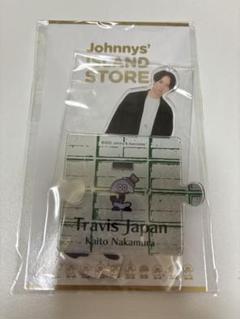 Johnnys'
ISLAND
STORE
Travis Japan
Kaito Nakamura